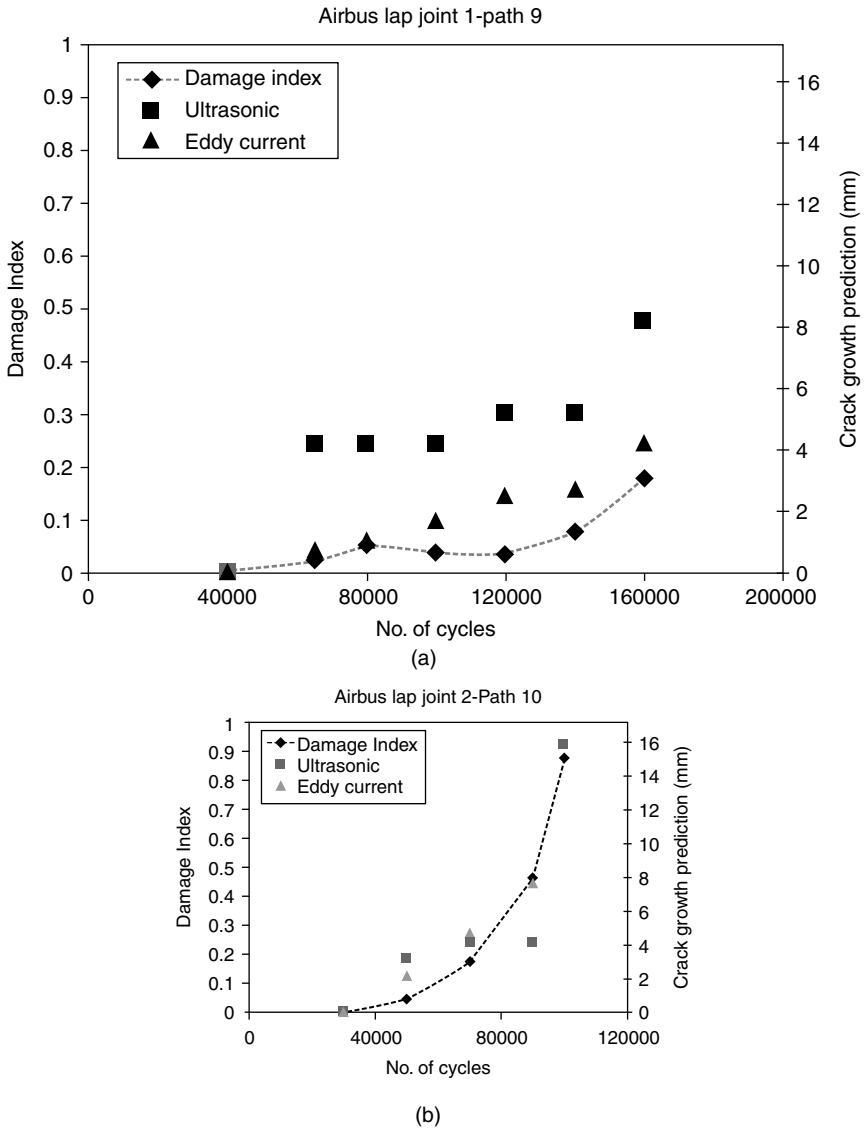 Airbus lap joint 1-path 9
Damage index
Ultrasonic
Eddy current
1
0.9
0.8
0.7
0.6
0.5
0.4
0.3
0.2
0.1
0
Damage Index
16
14
12
10
8
6
4
2
0
Crack growth prediction (mm)
0 40000 80000 120000 160000 200000
No. of cycles
(a)
Airbus lap joint 2-Path 10
Damage Index
Ultrasonic
Eddy current
1
0.9
0.8
0.7
0.6
0.5
0.4
0.3
0.2
0.1
0
Damage Index
16
14
12
10
8
6
4
2
0
Crack growth prediction (mm)
0 40000 80000 120000
No. of cycles
(b)